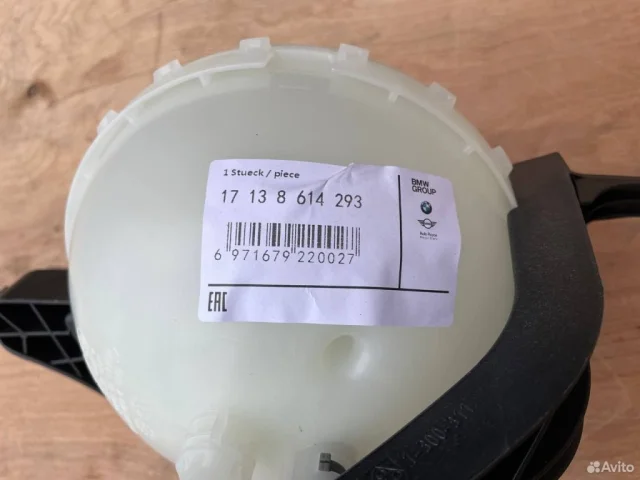 1 Stueck / piece
17 13 8 614 293
6 971679 220027
EAC
BMW
GROUP
Avito